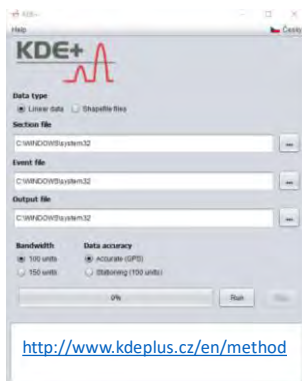 KDE+
Help
Česky
KDE+
Data type
Linear data Shapefile files
Section file
C:\WINDOWS\system32 ...
Event file
C:\WINDOWS\system32 ...
Output file
C:\WINDOWS\system32 ...
Bandwidth Data accuracy
100 units Accurate (GPS)
150 units Stationing (100 units)
0% Run
http://www.kdeplus.cz/en/method